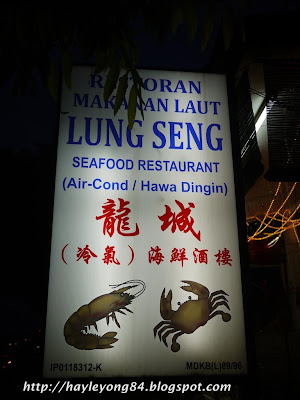 RESTORAN
MAKANAN LAUT
LUNG SENG
SEAFOOD RESTAURANT
(Air-Cond / Hawa Dingin)
龍城
(冷氣)海鮮酒樓
IP0118312-K
MDKB(L)89/96
http://hayleyong84.blogspot.com